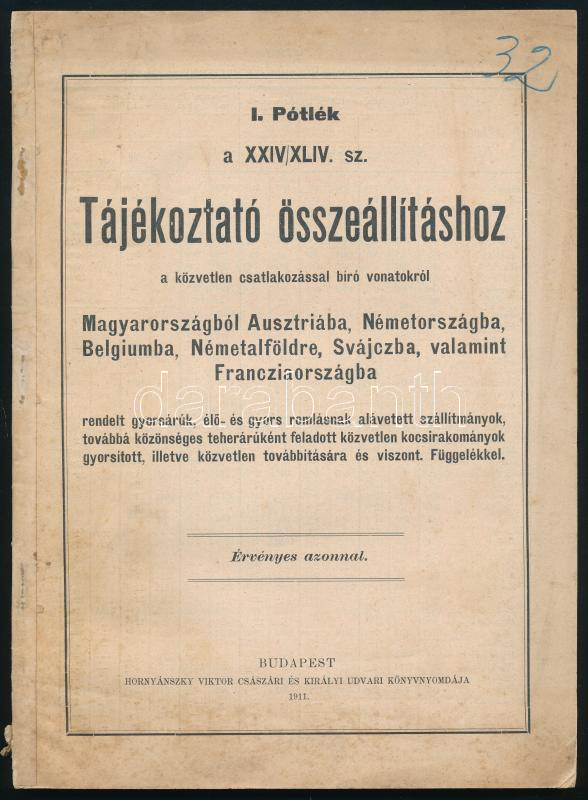 32
I. Pótlék
a XXIV/XLIV. sz.
Tájékoztató összeállításhoz
a közvetlen csatlakozással bíró vonatokról
Magyarországból Ausztriába, Németországba,
Belgiumba, Németalföldre, Svájczba, valamint
Francziaországba
darabanth
rendelt gyorsárúk, élő- és gyors romlásnak alávetett szállítmányok,
továbbá közönséges teherárúként feladott közvetlen kocsirakományok
gyorsított, illetve közvetlen továbbítására és viszont. Függelékkel.
Érvényes azonnal.
BUDAPEST
HORNYÁNSZKY VIKTOR CSÁSZÁRI ÉS KIRÁLYI UDVARI KÖNYVNYOMDÁJA
1911.